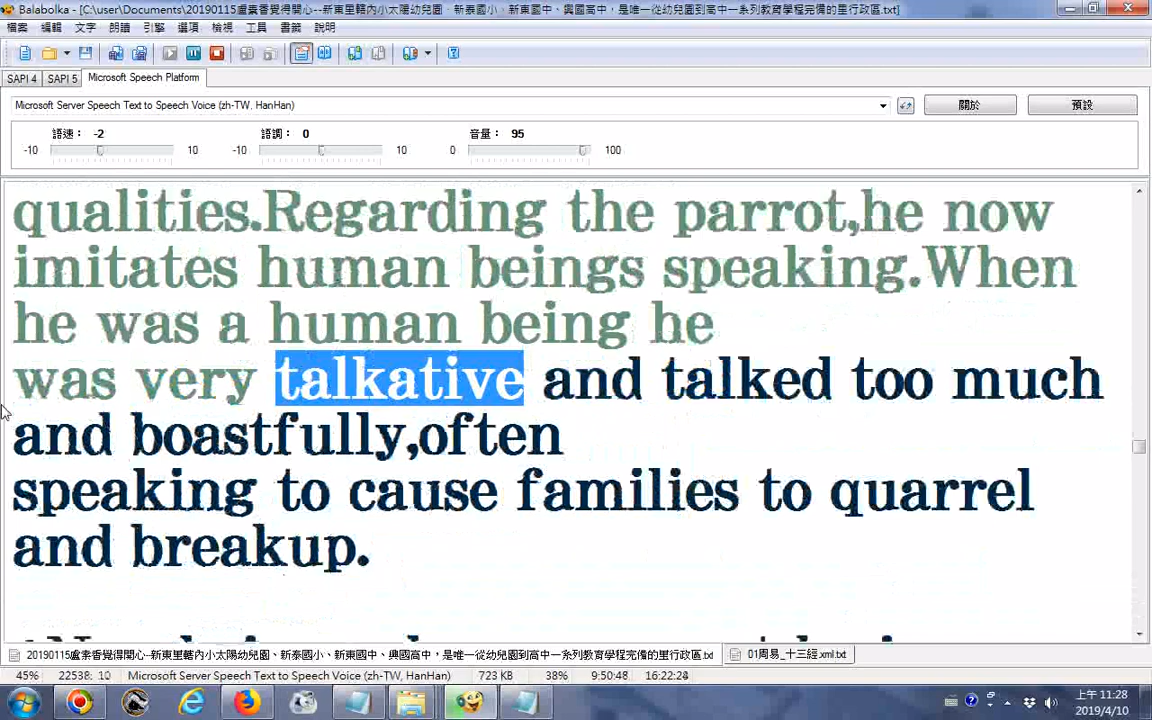 Balabolka - [C:\user\Documents\20190115盧素香覺得開心--新東里轄內小太陽幼兒園、新泰國小、新東國中、興國高中，是唯一從幼兒園到高中一系列教育學程完備的里行政區.txt]
檔案 編輯 文字 朗讀 引擎 選項 檢視 工具 書籤 說明
SAPI 4 SAPI 5 Microsoft Speech Platform
Microsoft Server Speech Text to Speech Voice (zh-TW, HanHan) 關於 預設
語速： -2 語調： 0 音量： 95
-10 10 -10 10 0 100
qualities.Regarding the parrot,he now
imitates human beings speaking.When
he was a human being he
was very talkative and talked too much
and boastfully,often
speaking to cause families to quarrel
and breakup.
20190115盧素香覺得開心--新東里轄內小太陽幼兒園、新泰國小、新東國中、興國高中，是唯一從幼兒園到高中一系列教育學程完備的里行政區.txt 01周易_十三經.xml.txt
45% 22538: 10 Microsoft Server Speech Text to Speech Voice (zh-TW, HanHan) 723 KB 38% 9:50:48 16:22:28
上午 11:28
2019/4/10